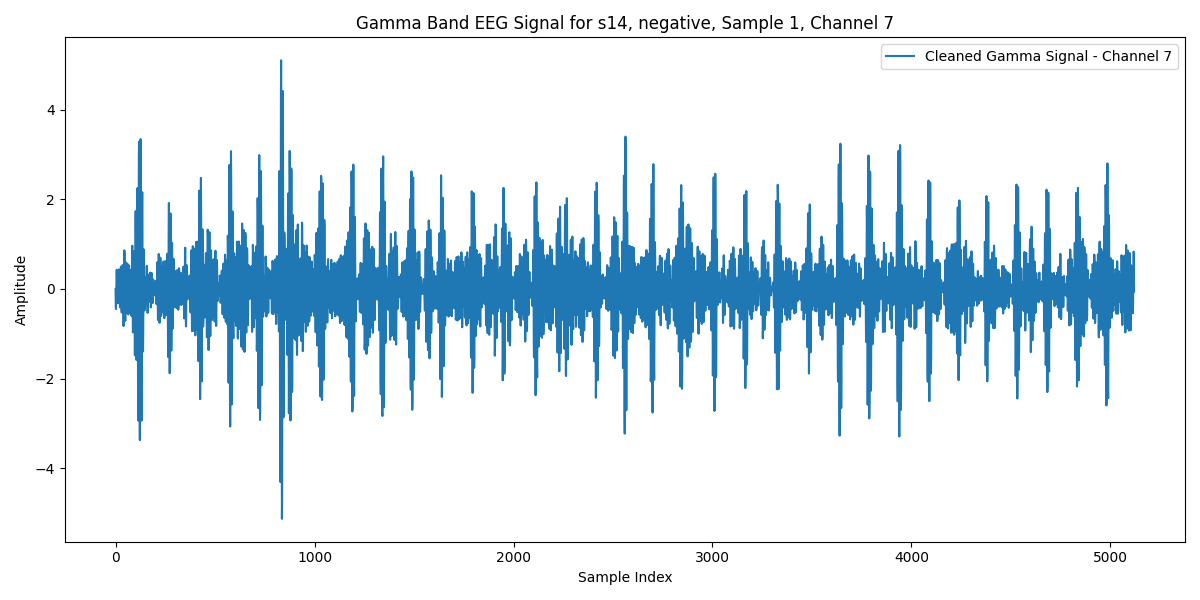 Gamma Band EEG Signal for s14, negative, Sample 1, Channel 7
Cleaned Gamma Signal - Channel 7
Amplitude
4
2
0
−2
−4
0 1000 2000 3000 4000 5000
Sample Index